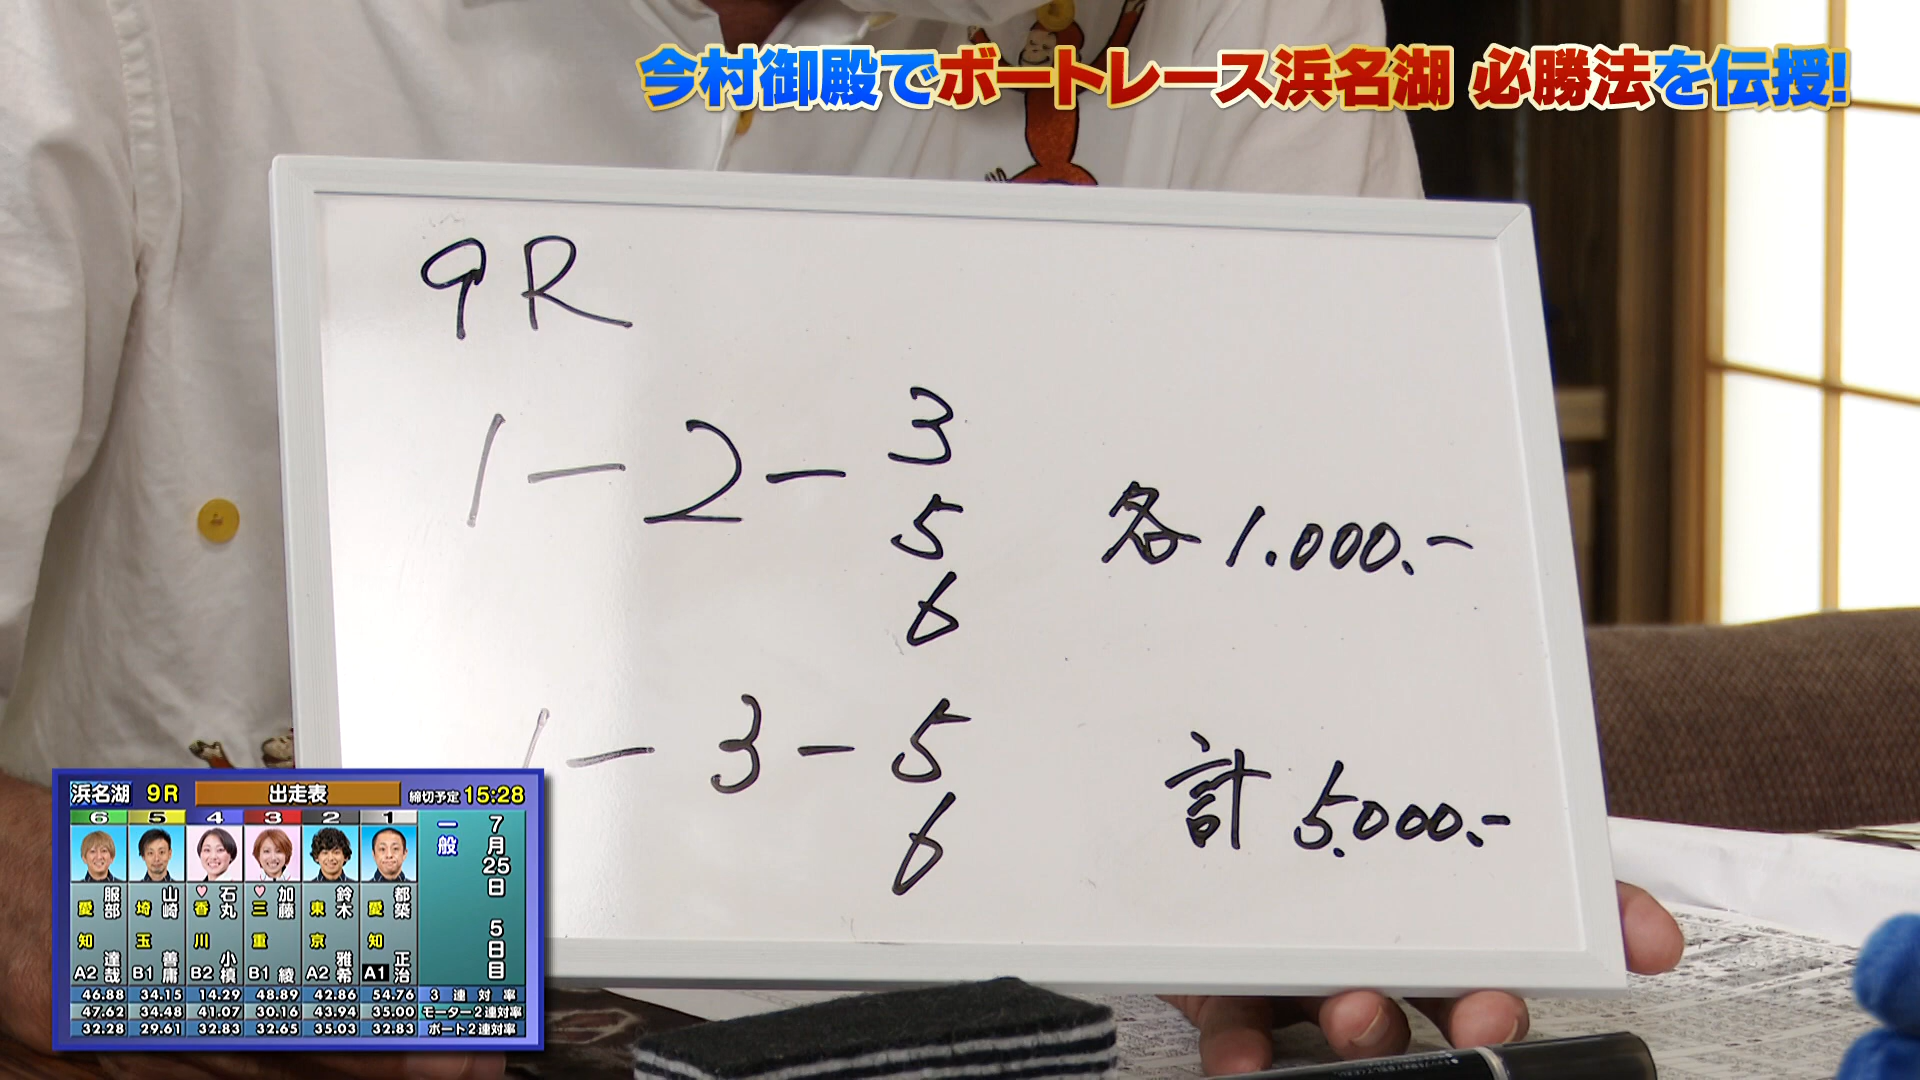 今村御殿でボートレース浜名湖 必勝法を伝授!
9R
1-2-3
5
6
各1.000.-
1-3-5
6
計5.000.-
浜名湖 9R 出走表 締切予定 15:28
6 5 4 3 2 1
一般
7月25日 5日目
都築 正治 愛知 A1
鈴木 雅希 東京 A2
加藤 綾 三重 B1
石丸 小槙 香川 B2
山崎 善庸 埼玉 B1
服部 達哉 愛知 A2
46.88 34.15 14.29 48.89 42.86 54.76 3連対率
47.62 34.48 41.07 30.16 43.94 35.00 モーター2連対率
32.28 29.61 32.83 32.65 35.03 32.83 ボート2連対率